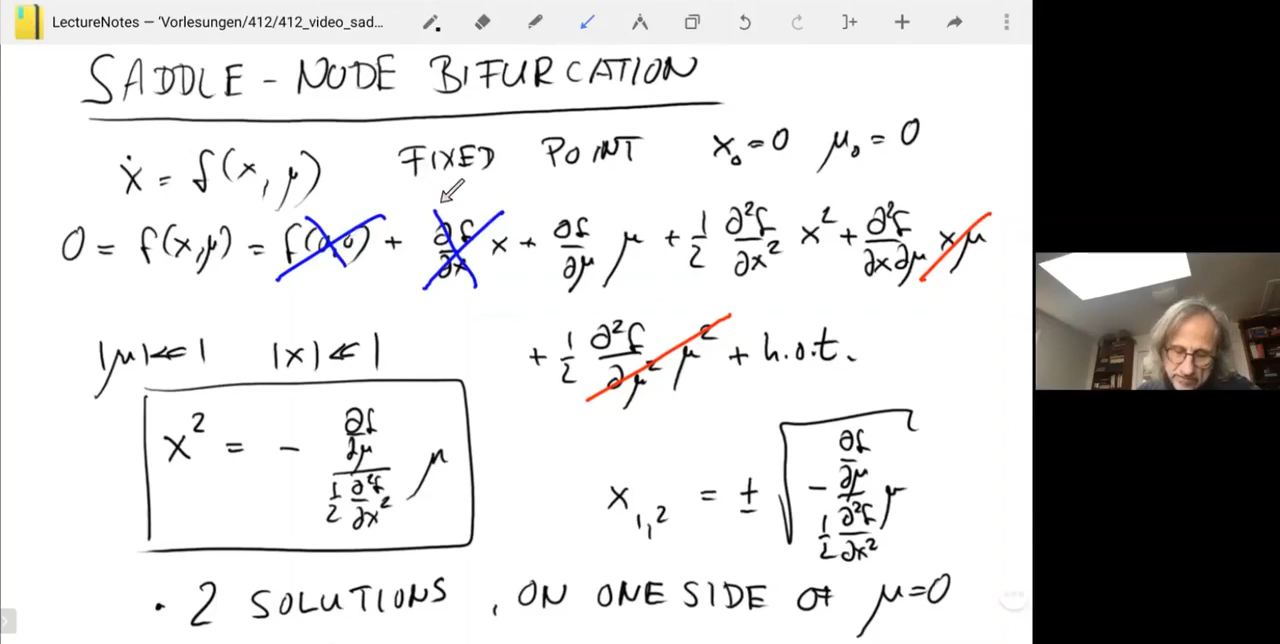 LectureNotes — 'Vorlesungen/412/412_video_sad...
SADDLE - NODE BIFURCATION
ẋ = f(x, μ) FIXED POINT x₀ = 0 μ₀ = 0
0 = f(x,μ) = f(0,0) + ∂f/∂x x + ∂f/∂μ μ + 1/2 ∂²f/∂x² x² + ∂²f/∂x∂μ xμ
+ 1/2 ∂²f/∂μ² μ² + h.o.t.
|μ| ≪ 1 |x| ≪ 1
x² = - (∂f/∂μ)/(1/2 ∂²f/∂x²) μ
x₁,₂ = ± √(- (∂f/∂μ)/(1/2 ∂²f/∂x²) μ)
· 2 SOLUTIONS , ON ONE SIDE OF μ=0